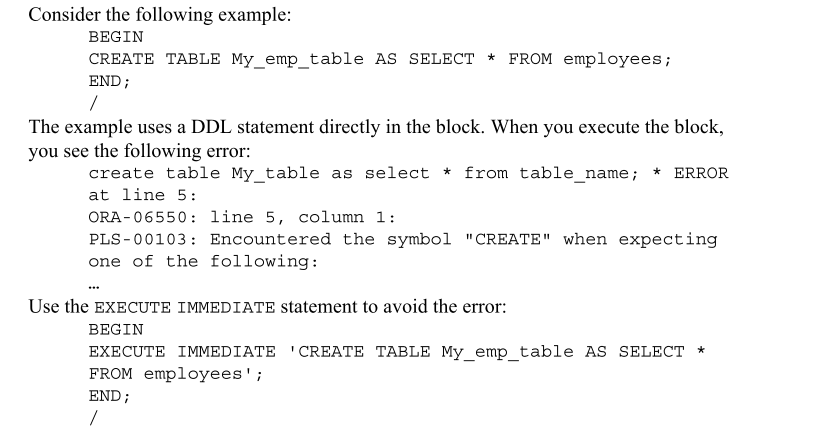 Consider the following example:
BEGIN
CREATE TABLE My_emp_table AS SELECT * FROM employees;
END;
/
The example uses a DDL statement directly in the block. When you execute the block,
you see the following error:
create table My_table as select * from table_name; * ERROR
at line 5:
ORA-06550: line 5, column 1:
PLS-00103: Encountered the symbol "CREATE" when expecting
one of the following:
…
Use the EXECUTE IMMEDIATE statement to avoid the error:
BEGIN
EXECUTE IMMEDIATE 'CREATE TABLE My_emp_table AS SELECT *
FROM employees';
END;
/